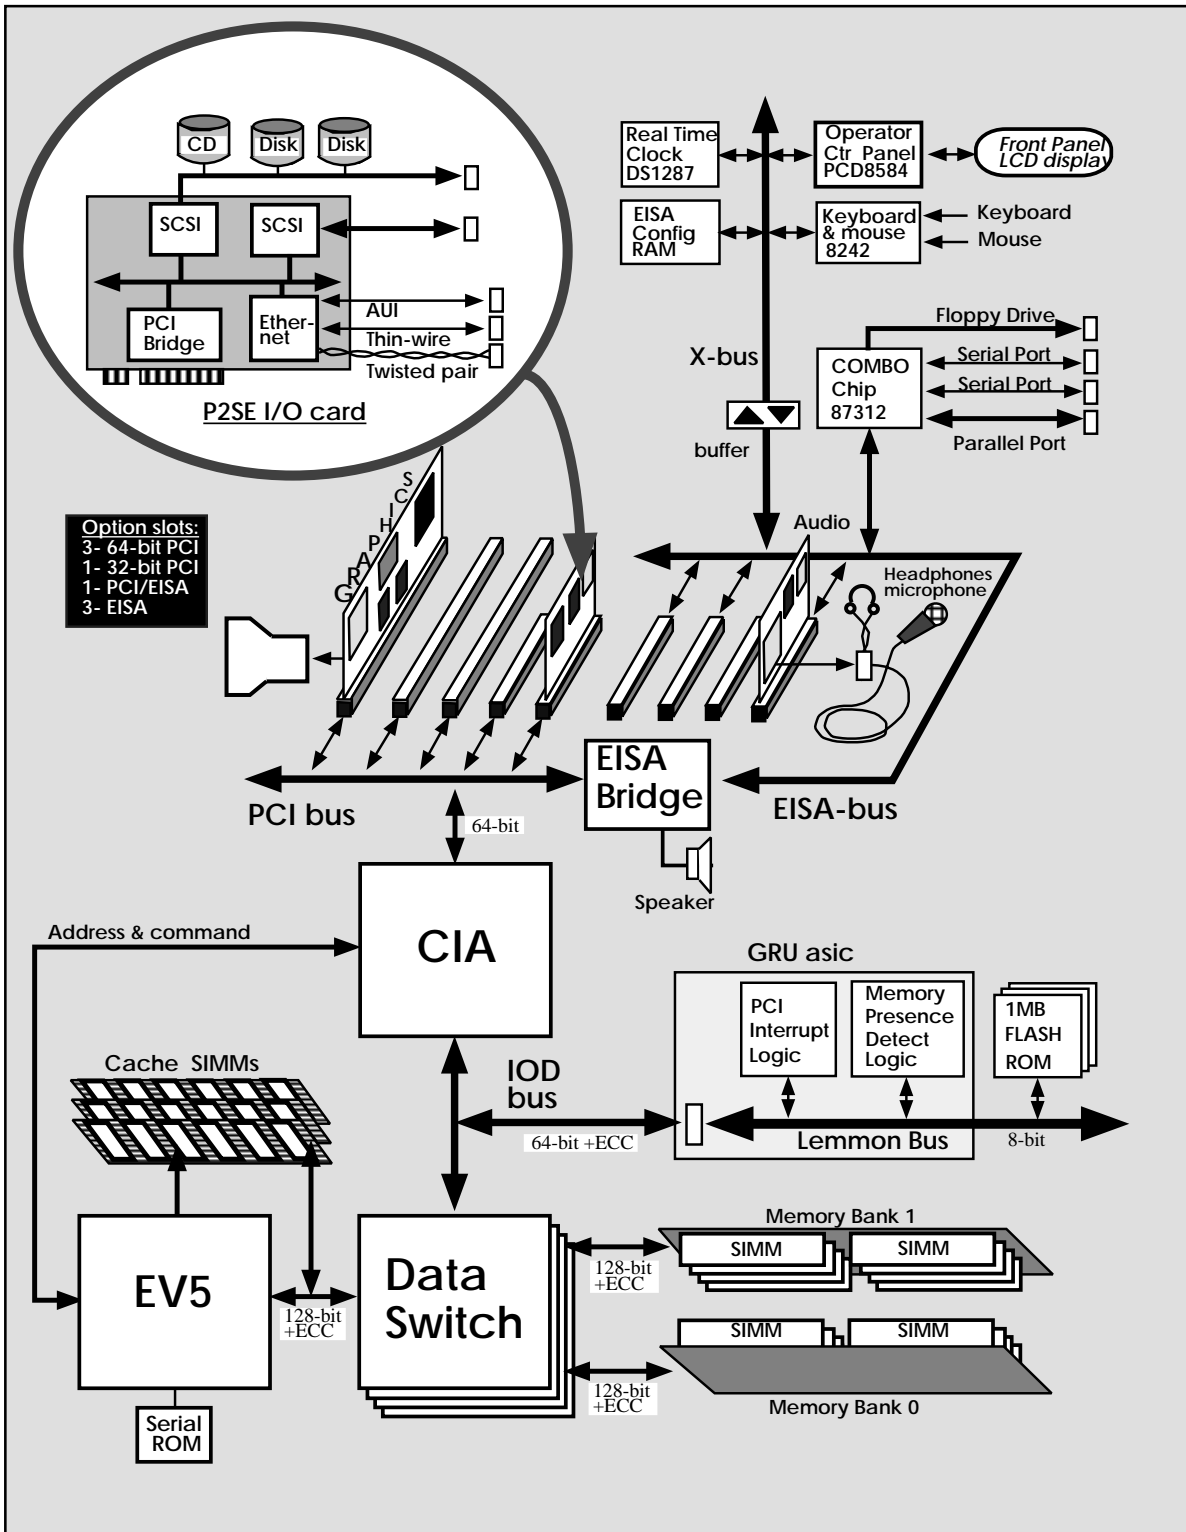 CD
Disk
Disk
SCSI
SCSI
PCI
Bridge
Ether-
net
AUI
Thin-wire
Twisted pair
P2SE I/O card
Real Time
Clock
DS1287
Operator
Ctr Panel
PCD8584
Front Panel
LCD display
EISA
Config
RAM
Keyboard
& mouse
8242
Keyboard
Mouse
X-bus
buffer
COMBO
Chip
87312
Floppy Drive
Serial Port
Serial Port
Parallel Port
Option slots:
3- 64-bit PCI
1- 32-bit PCI
1- PCI/EISA
3- EISA
GRAPHICS
Audio
Headphones
microphone
PCI bus
EISA
Bridge
EISA-bus
64-bit
Speaker
CIA
Address & command
GRU asic
PCI
Interrupt
Logic
Memory
Presence
Detect
Logic
1MB
FLASH
ROM
Cache SIMMs
IOD
bus
64-bit +ECC
Lemmon Bus
8-bit
EV5
128-bit
+ECC
Data
Switch
128-bit
+ECC
Memory Bank 1
SIMM
SIMM
SIMM
SIMM
128-bit
+ECC
Memory Bank 0
Serial
ROM